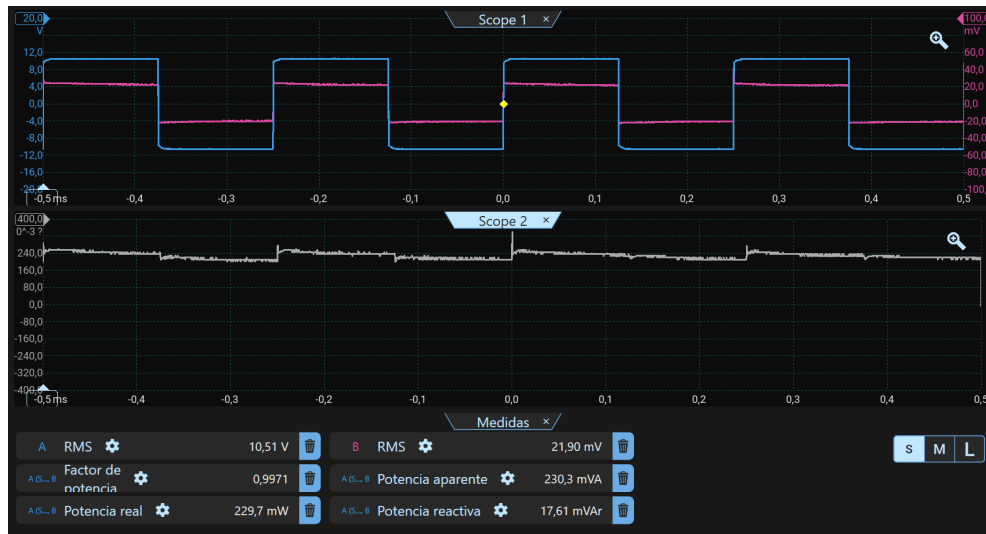 Scope 1 ×
20,0 100,0
V mV
12,0 60,0
8,0 40,0
4,0 20,0
0,0 0,0
-4,0 -20,0
-8,0 -40,0
-12,0 -60,0
-16,0 -80,0
-20,0 -100,0
-0,5 ms -0,4 -0,3 -0,2 -0,1 0,0 0,1 0,2 0,3 0,4 0,5
Scope 2 ×
400,0
0^-3 ?
240,0
160,0
80,0
0,0
-80,0
-160,0
-240,0
-320,0
-400,0
-0,5 ms -0,4 -0,3 -0,2 -0,1 0,0 0,1 0,2 0,3 0,4 0,5
Medidas ×
A RMS 10,51 V B RMS 21,90 mV
S M L
A (S... B Factor de potencia 0,9971 A (S... B Potencia aparente 230,3 mVA
A (S... B Potencia real 229,7 mW A (S... B Potencia reactiva 17,61 mVAr